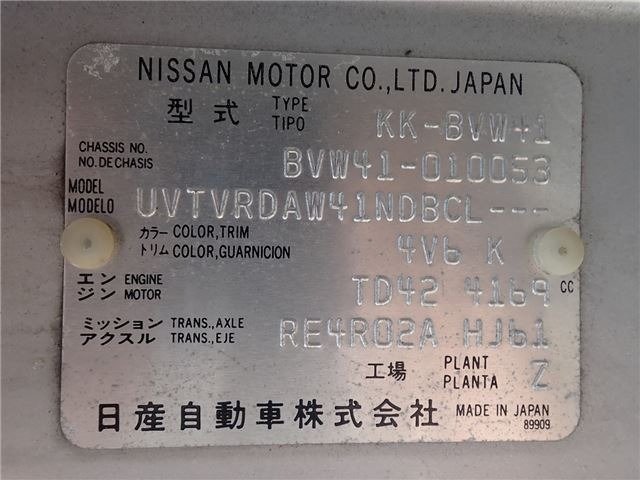 NISSAN MOTOR CO.,LTD. JAPAN
型式 TYPE TIPO KK-BVW41
CHASSIS NO. NO. DE CHASIS BVW41-010053
MODEL MODELO UVTVRDAW41NDBCL---
カラー COLOR,TRIM トリム COLOR,GUARNICION 4V6 K
エンジン ENGINE MOTOR TD42 4169 CC
ミッション TRANS.,AXLE アクスル TRANS.,EJE RE4R02A HJ61
工場 PLANT PLANTA Z
日産自動車株式会社 MADE IN JAPAN
89909